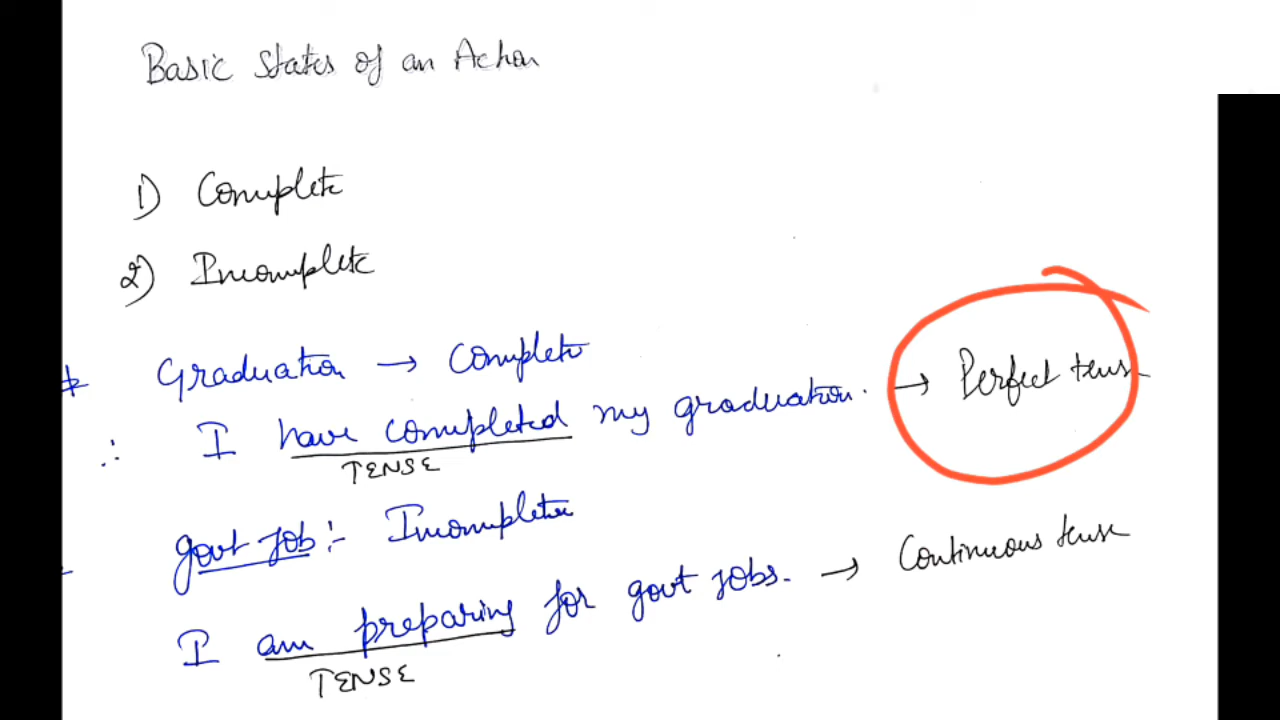 Basic States of an Action
1) Complete
2) Incomplete
* Graduation → Complete
∴ I have completed my graduation. → Perfect tense
TENSE
govt job :- Incomplete
I am preparing for govt jobs. → Continuous tense
TENSE